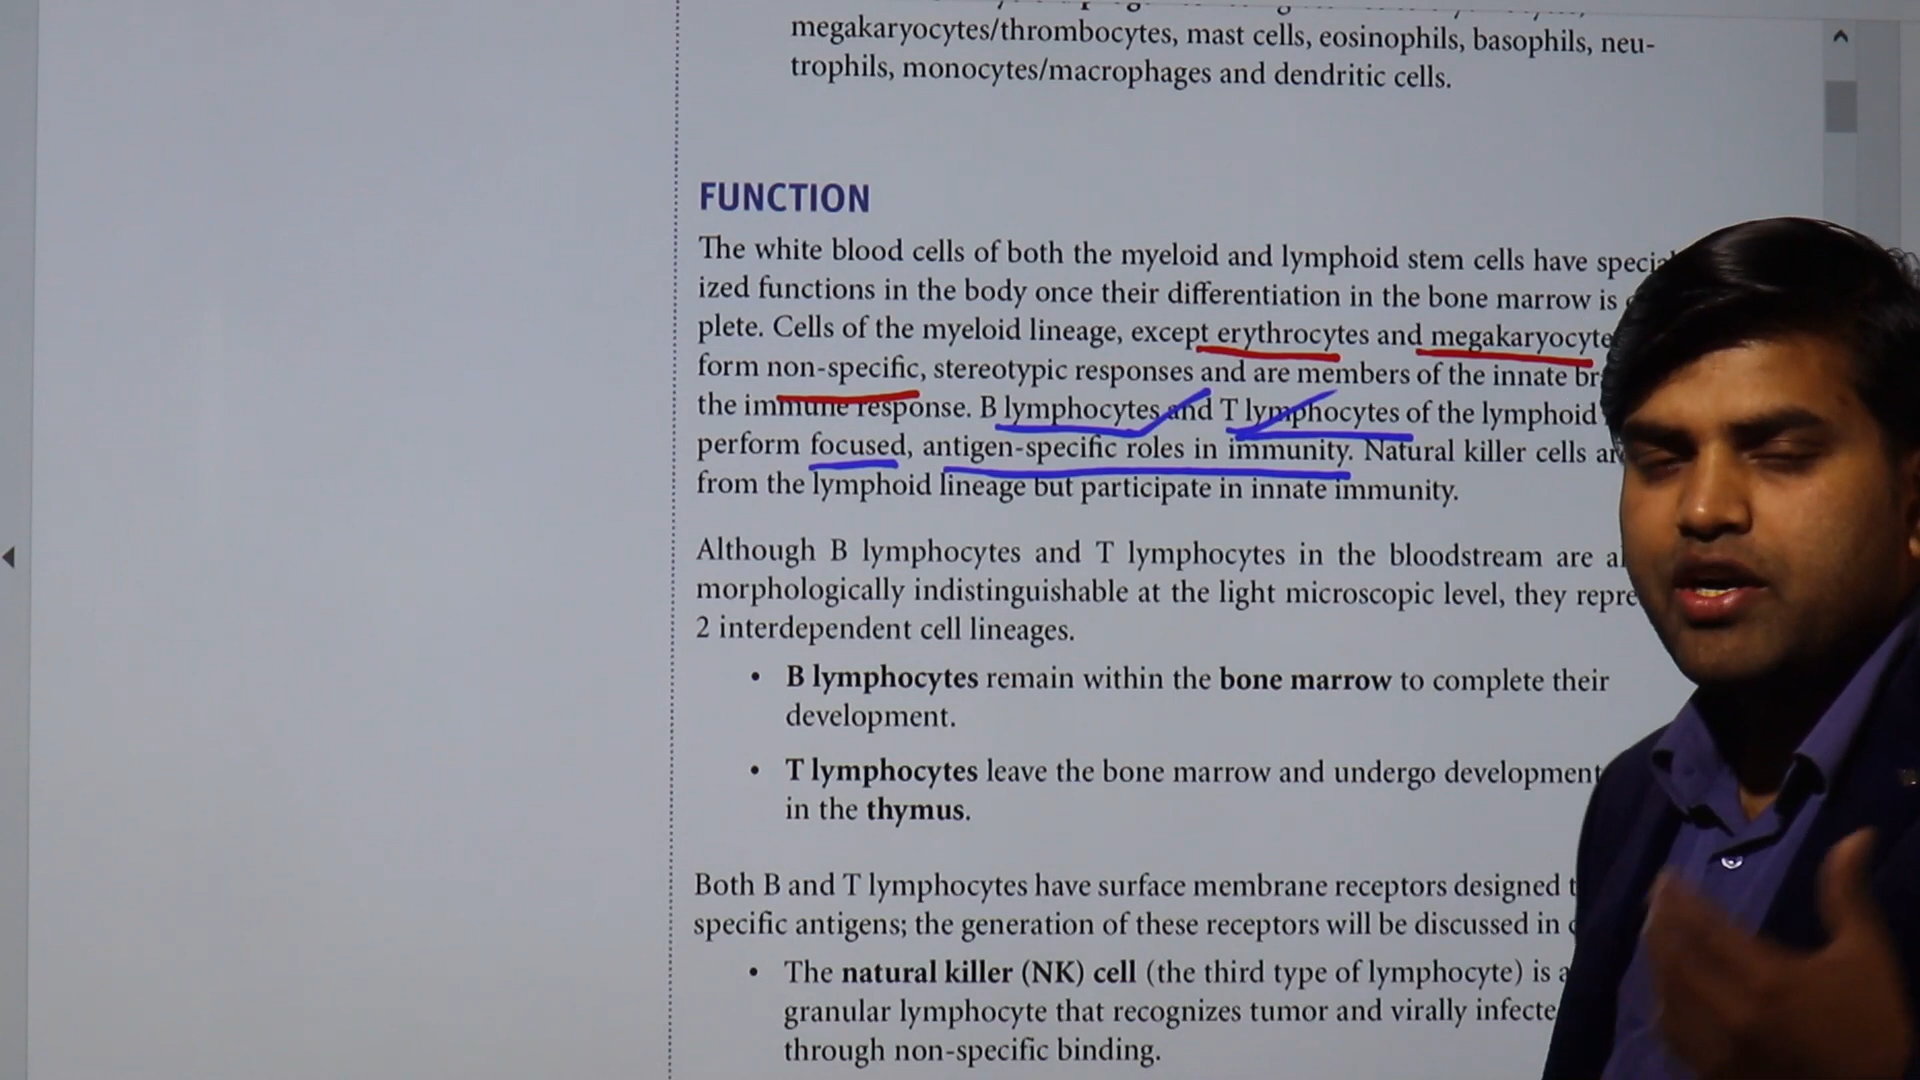 megakaryocytes/thrombocytes, mast cells, eosinophils, basophils, neu-
trophils, monocytes/macrophages and dendritic cells.
FUNCTION
The white blood cells of both the myeloid and lymphoid stem cells have special
ized functions in the body once their differentiation in the bone marrow is
plete. Cells of the myeloid lineage, except erythrocytes and megakaryocyte
form non-specific, stereotypic responses and are members of the innate br
the immune response. B lymphocytes and T lymphocytes of the lymphoid
perform focused, antigen-specific roles in immunity. Natural killer cells ar
from the lymphoid lineage but participate in innate immunity.
Although B lymphocytes and T lymphocytes in the bloodstream are al
morphologically indistinguishable at the light microscopic level, they repre
2 interdependent cell lineages.
• B lymphocytes remain within the bone marrow to complete their
development.
• T lymphocytes leave the bone marrow and undergo development
in the thymus.
Both B and T lymphocytes have surface membrane receptors designed t
specific antigens; the generation of these receptors will be discussed in
• The natural killer (NK) cell (the third type of lymphocyte) is a
granular lymphocyte that recognizes tumor and virally infecte
through non-specific binding.